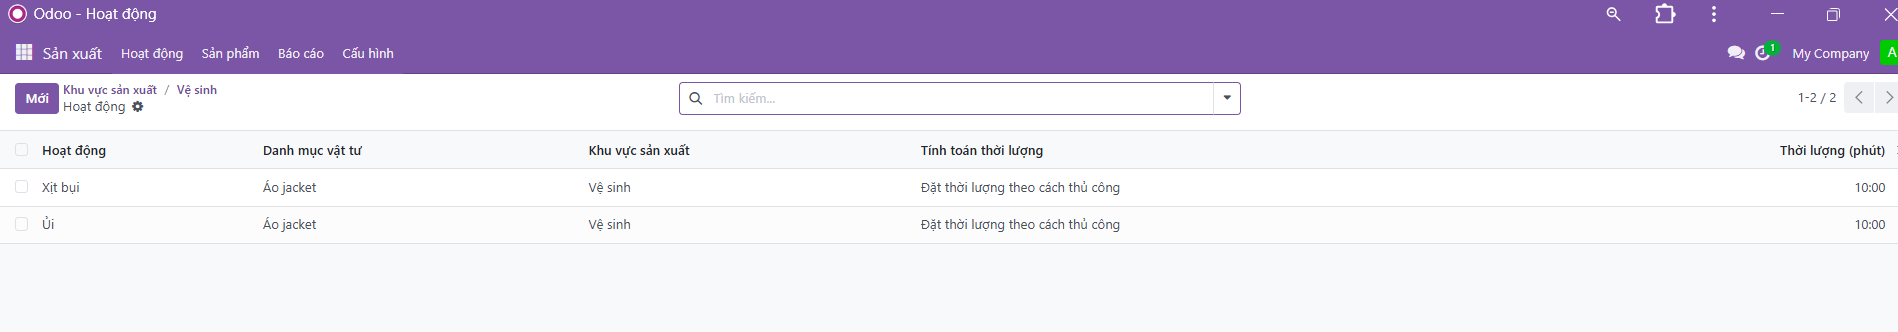 Odoo - Hoạt động
Sản xuất Hoạt động Sản phẩm Báo cáo Cấu hình 1 My Company A
Mới Khu vực sản xuất / Vệ sinh
Hoạt động
Tìm kiếm...
1-2 / 2
Hoạt động Danh mục vật tư Khu vực sản xuất Tính toán thời lượng Thời lượng (phút)
Xịt bụi Áo jacket Vệ sinh Đặt thời lượng theo cách thủ công 10:00
Ủi Áo jacket Vệ sinh Đặt thời lượng theo cách thủ công 10:00